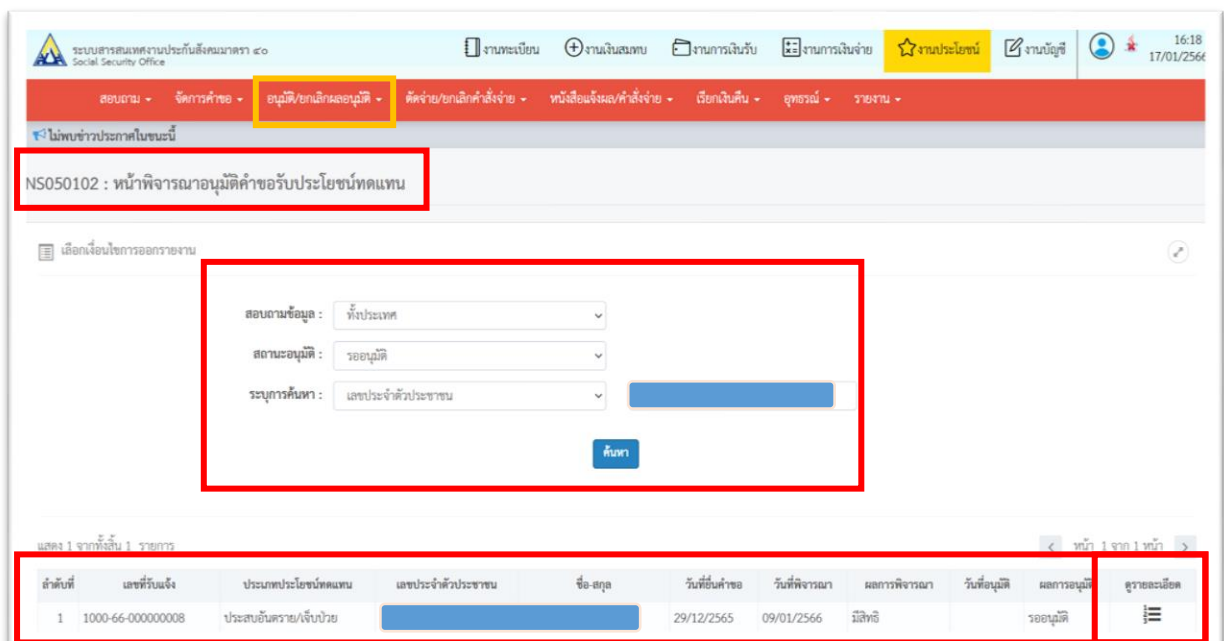 ระบบสารสนเทศงานประกันสังคมมาตรา ๔๐
Social Security Office
งานทะเบียน งานเงินสมทบ งานการเงินรับ งานการเงินจ่าย งานประโยชน์ งานบัญชี
16:18
17/01/2566
สอบถาม จัดการคำขอ อนุมัติ/ยกเลิกผลอนุมัติ ตัดจ่าย/ยกเลิกคำสั่งจ่าย หนังสือแจ้งผล/คำสั่งจ่าย เรียกเงินคืน อุทธรณ์ รายงาน
ไม่พบข่าวประกาศในขณะนี้
NS050102 : หน้าพิจารณาอนุมัติคำขอรับประโยชน์ทดแทน
เลือกเงื่อนไขการออกรายงาน
สอบถามข้อมูล : ทั้งประเทศ
สถานะอนุมัติ : รออนุมัติ
ระบุการค้นหา : เลขประจำตัวประชาชน
ค้นหา
แสดง 1 จากทั้งสิ้น 1 รายการ
< หน้า 1 จาก 1 หน้า >
ลำดับที่ เลขที่รับแจ้ง ประเภทประโยชน์ทดแทน เลขประจำตัวประชาชน ชื่อ-สกุล วันที่ยื่นคำขอ วันที่พิจารณา ผลการพิจารณา วันที่อนุมัติ ผลการอนุมัติ ดูรายละเอียด
1 1000-66-000000008 ประสบอันตราย/เจ็บป่วย 29/12/2565 09/01/2566 มีสิทธิ รออนุมัติ